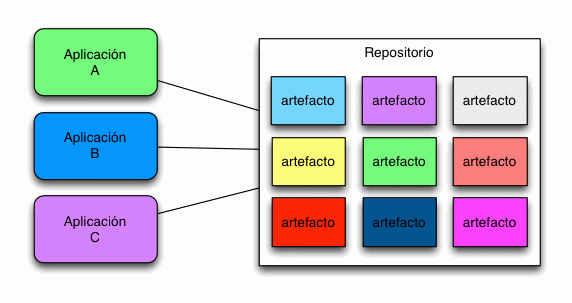 Aplicación
A
Aplicación
B
Aplicación
C
Repositorio
artefacto
artefacto
artefacto
artefacto
artefacto
artefacto
artefacto
artefacto
artefacto